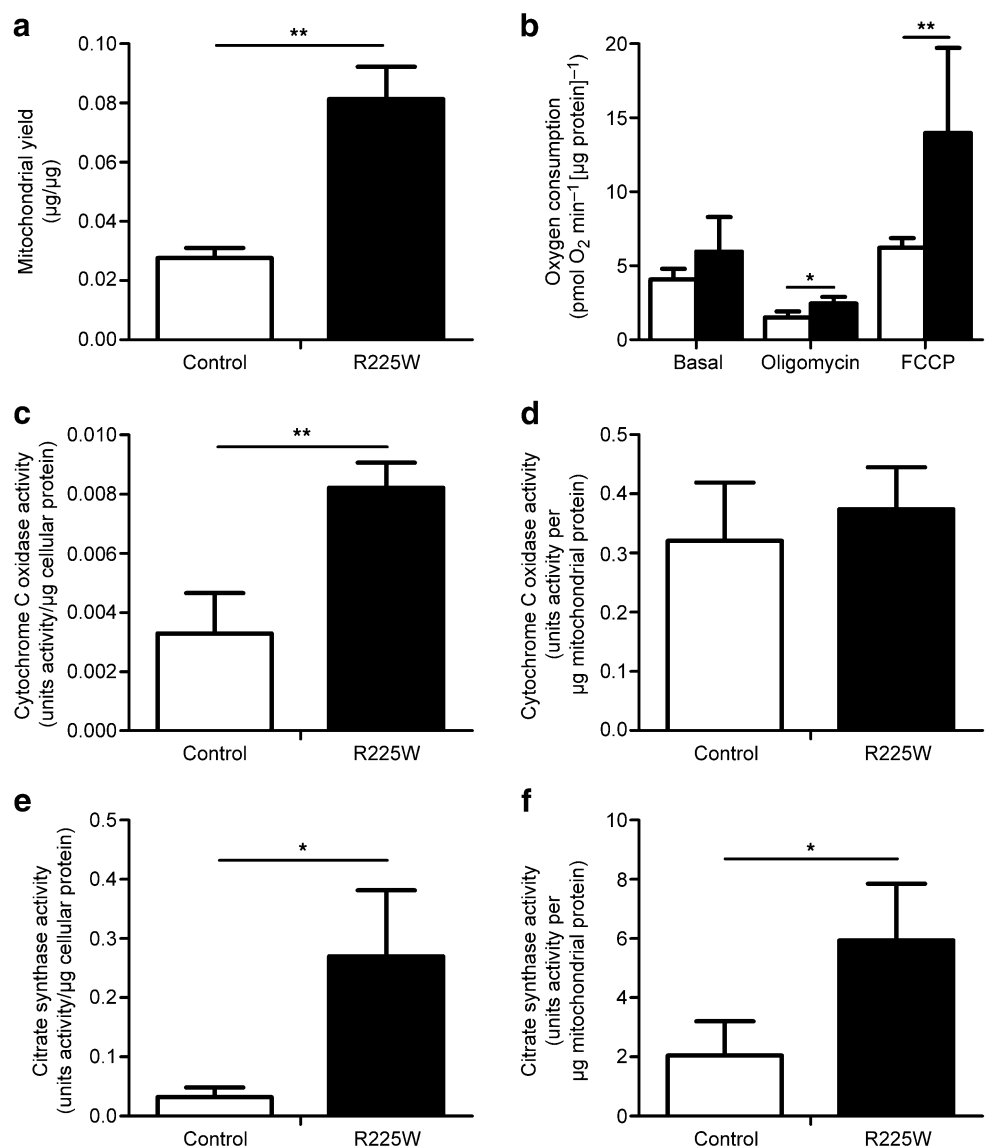 a
Mitochondrial yield
(µg/µg)
0.10
0.08
0.06
0.04
0.02
0.00
**
Control
R225W
b
Oxygen consumption
(pmol O2 min−1 [µg protein]−1)
20
15
10
5
0
*
**
Basal
Oligomycin
FCCP
c
Cytochrome C oxidase activity
(units activity/µg cellular protein)
0.010
0.008
0.006
0.004
0.002
0.000
**
Control
R225W
d
Cytochrome C oxidase activity
(units activity per
µg mitochondrial protein)
0.5
0.4
0.3
0.2
0.1
0.0
Control
R225W
e
Citrate synthase activity
(units activity/µg cellular protein)
0.5
0.4
0.3
0.2
0.1
0.0
*
Control
R225W
f
Citrate synthase activity
(units activity per
µg mitochondrial protein)
10
8
6
4
2
0
*
Control
R225W